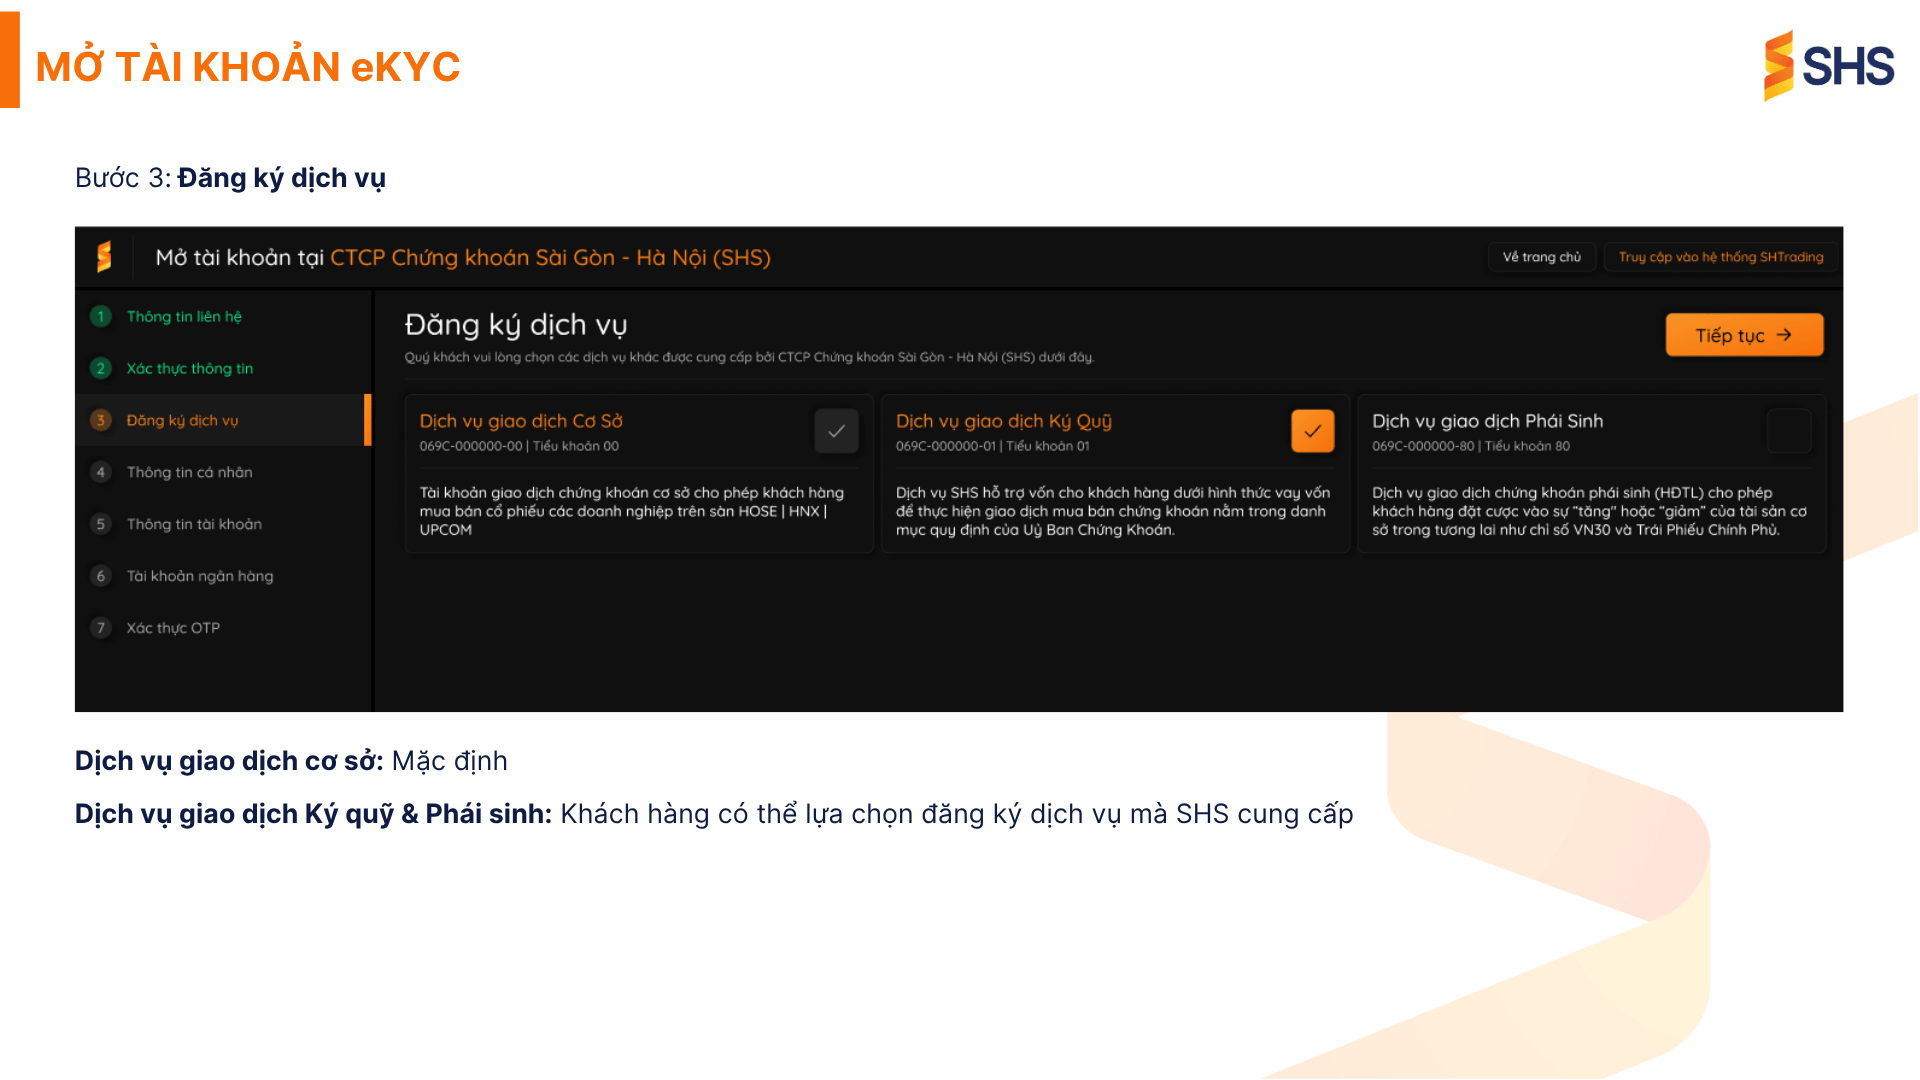 MỞ TÀI KHOẢN eKYC
SHS
Bước 3: Đăng ký dịch vụ
Mở tài khoản tại CTCP Chứng khoán Sài Gòn - Hà Nội (SHS)
Về trang chủ
Truy cập vào hệ thống SHTrading
1 Thông tin liên hệ
2 Xác thực thông tin
3 Đăng ký dịch vụ
4 Thông tin cá nhân
5 Thông tin tài khoản
6 Tài khoản ngân hàng
7 Xác thực OTP
Đăng ký dịch vụ
Quý khách vui lòng chọn các dịch vụ khác được cung cấp bởi CTCP Chứng khoán Sài Gòn - Hà Nội (SHS) dưới đây.
Tiếp tục →
Dịch vụ giao dịch Cơ Sở
069C-000000-00 | Tiểu khoản 00
Tài khoản giao dịch chứng khoán cơ sở cho phép khách hàng
mua bán cổ phiếu các doanh nghiệp trên sàn HOSE | HNX |
UPCOM
Dịch vụ giao dịch Ký Quỹ
069C-000000-01 | Tiểu khoản 01
Dịch vụ SHS hỗ trợ vốn cho khách hàng dưới hình thức vay vốn
để thực hiện giao dịch mua bán chứng khoán nằm trong danh
mục quy định của Uỷ Ban Chứng Khoán.
Dịch vụ giao dịch Phái Sinh
069C-000000-80 | Tiểu khoản 80
Dịch vụ giao dịch chứng khoán phái sinh (HĐTL) cho phép
khách hàng đặt cược vào sự “tăng" hoặc “giảm” của tài sản cơ
sở trong tương lai như chỉ số VN30 và Trái Phiếu Chính Phủ.
Dịch vụ giao dịch cơ sở: Mặc định
Dịch vụ giao dịch Ký quỹ & Phái sinh: Khách hàng có thể lựa chọn đăng ký dịch vụ mà SHS cung cấp